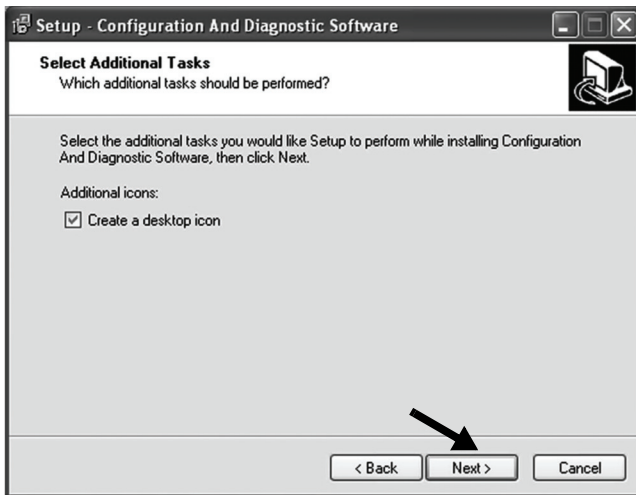 Setup - Configuration And Diagnostic Software
Select Additional Tasks
Which additional tasks should be performed?
Select the additional tasks you would like Setup to perform while installing Configuration
And Diagnostic Software, then click Next.
Additional icons:
Create a desktop icon
< Back Next > Cancel